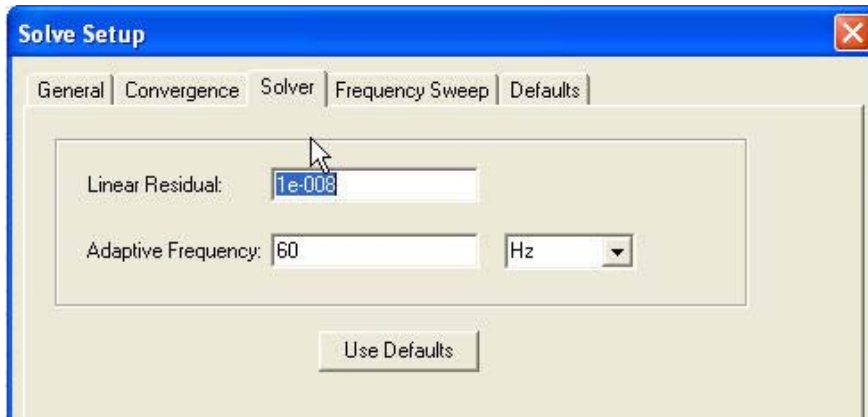 Solve Setup
General Convergence Solver Frequency Sweep Defaults
Linear Residual: 1e-008
Adaptive Frequency: 60 Hz
Use Defaults